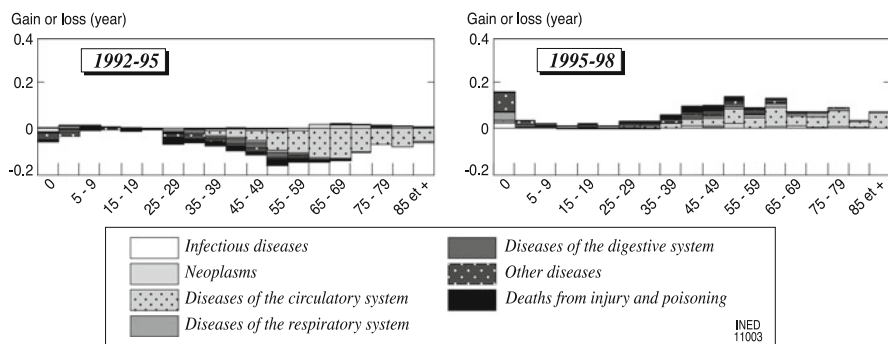 Gain or loss (year)
0.4
0.2
0
-0.2
1992-95
0
5 - 9
15 - 19
25 - 29
35 - 39
45 - 49
55 - 59
65 - 69
75 - 79
85 et +
Gain or loss (year)
0.4
0.2
0
-0.2
1995-98
0
5 - 9
15 - 19
25 - 29
35 - 39
45 - 49
55 - 59
65 - 69
75 - 79
85 et +
Infectious diseases
Neoplasms
Diseases of the circulatory system
Diseases of the respiratory system
Diseases of the digestive system
Other diseases
Deaths from injury and poisoning
INED
11003